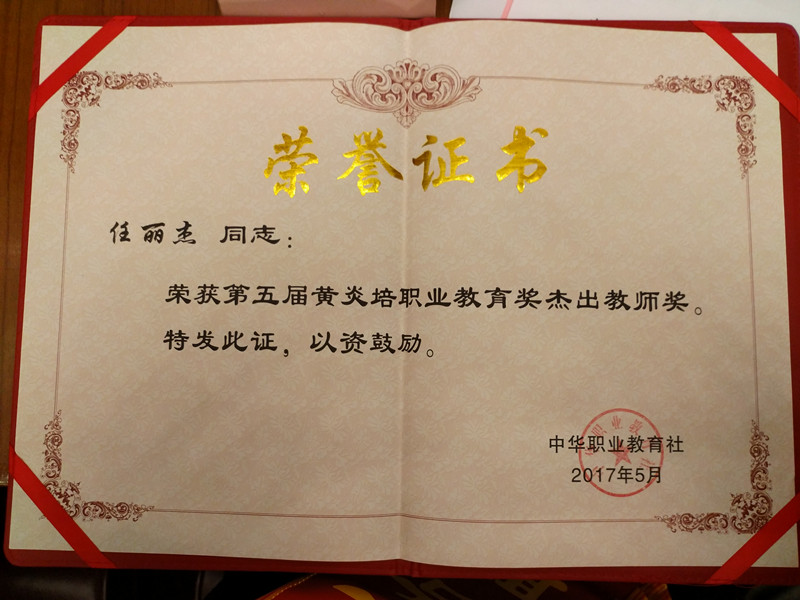 荣誉证书
任丽杰 同志：
荣获第五届黄炎培职业教育奖杰出教师奖。
特发此证，以资鼓励。
中华职业教育社
2017年5月